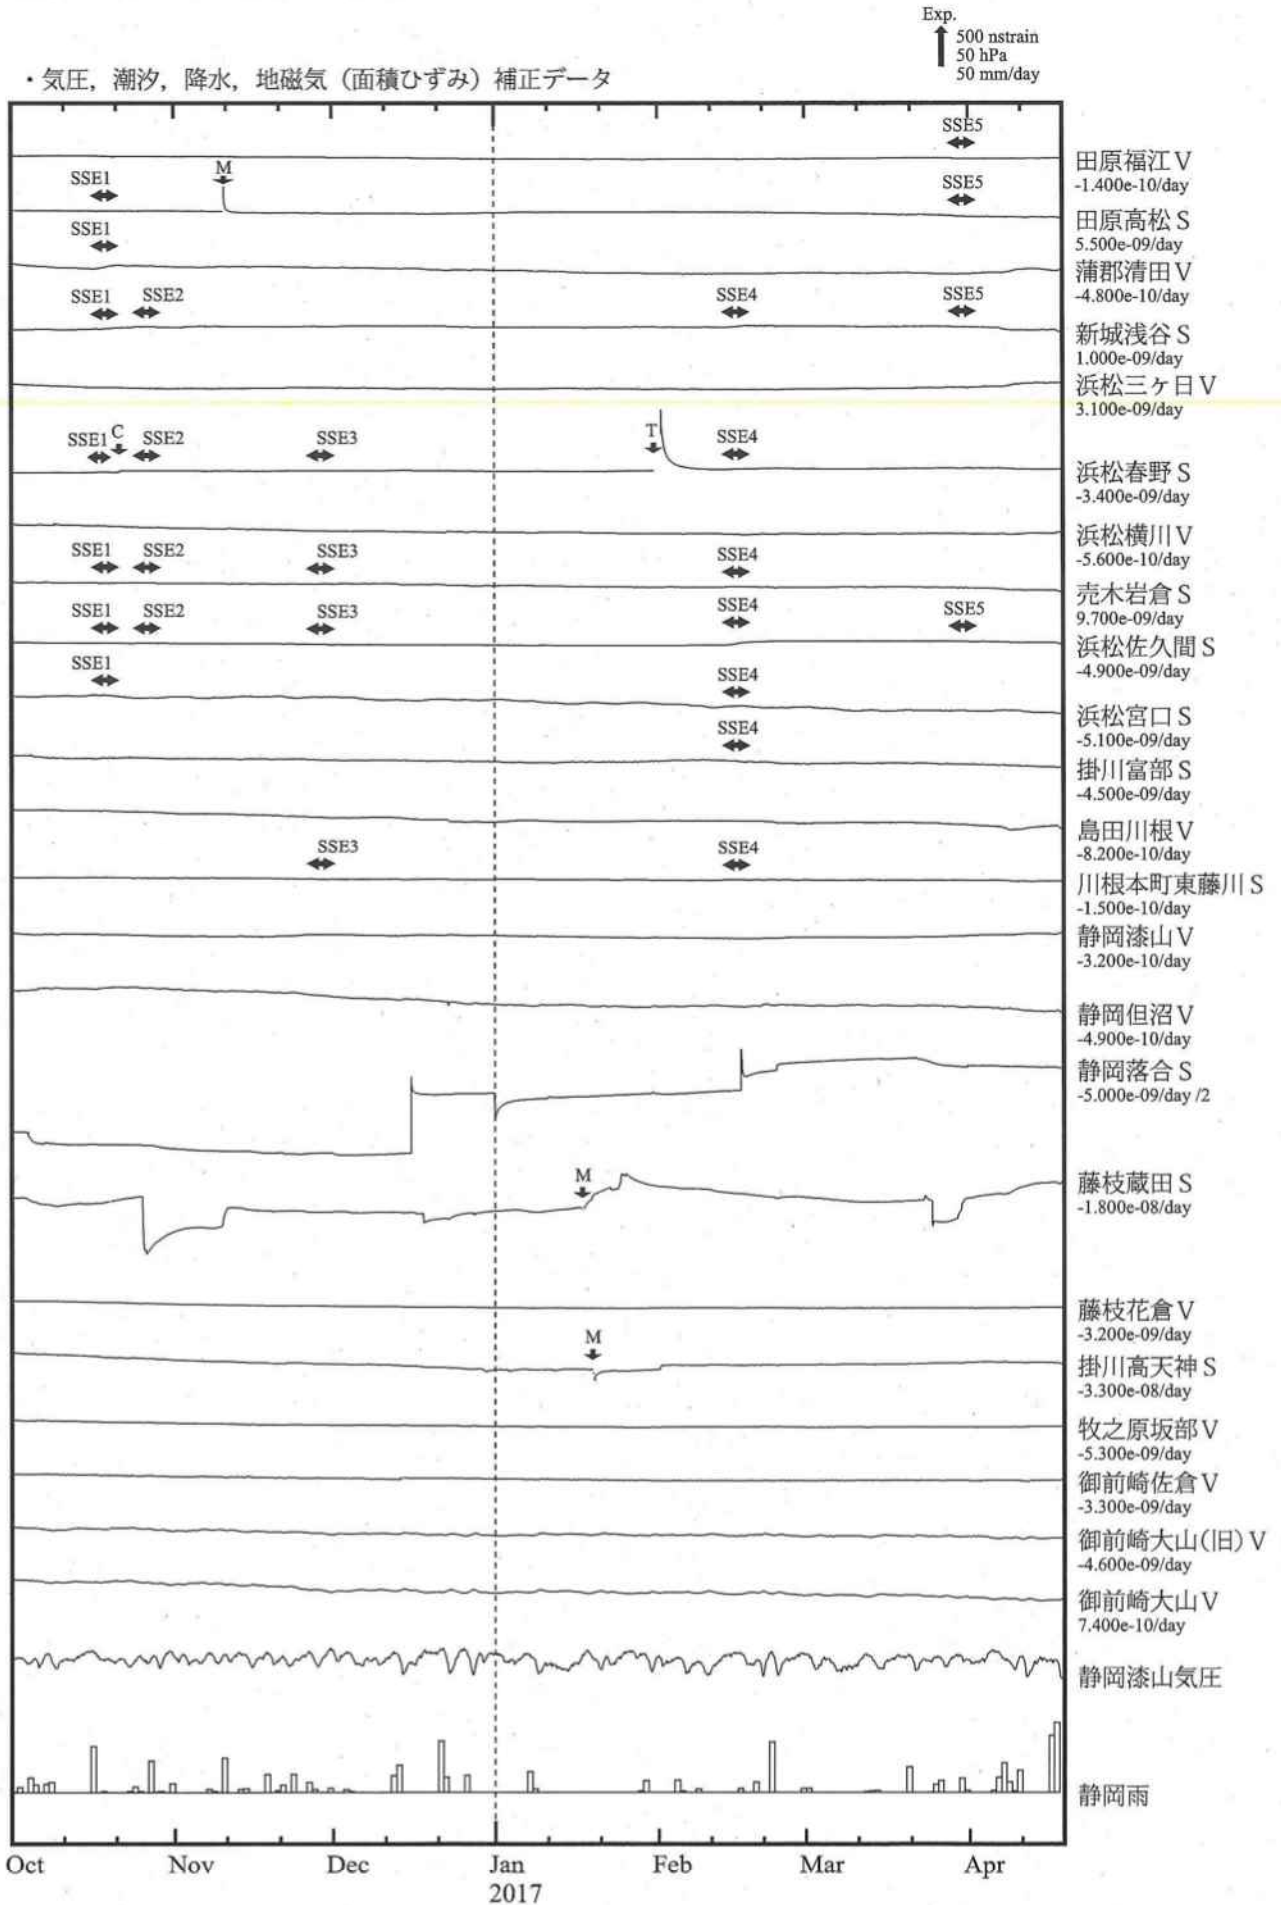 Exp.
500 nstrain
50 hPa
50 mm/day
・気圧，潮汐，降水，地磁気（面積ひずみ）補正データ
SSE5
田原福江 V
-1.400e-10/day
SSE1
M
SSE5
田原高松 S
5.500e-09/day
SSE1
蒲郡清田 V
-4.800e-10/day
SSE1
SSE2
SSE4
SSE5
新城浅谷 S
1.000e-09/day
浜松三ヶ日 V
3.100e-09/day
SSE1
C
SSE2
SSE3
T
SSE4
浜松春野 S
-3.400e-09/day
浜松横川 V
-5.600e-10/day
SSE1
SSE2
SSE3
SSE4
売木岩倉 S
9.700e-09/day
SSE1
SSE2
SSE3
SSE4
SSE5
浜松佐久間 S
-4.900e-09/day
SSE1
SSE4
浜松宮口 S
-5.100e-09/day
SSE4
掛川富部 S
-4.500e-09/day
島田川根 V
-8.200e-10/day
SSE3
SSE4
川根本町東藤川 S
-1.500e-10/day
静岡漆山 V
-3.200e-10/day
静岡但沼 V
-4.900e-10/day
静岡落合 S
-5.000e-09/day /2
M
藤枝蔵田 S
-1.800e-08/day
藤枝花倉 V
-3.200e-09/day
M
掛川高天神 S
-3.300e-08/day
牧之原坂部 V
-5.300e-09/day
御前崎佐倉 V
-3.300e-09/day
御前崎大山(旧) V
-4.600e-09/day
御前崎大山 V
7.400e-10/day
静岡漆山気圧
静岡雨
Oct Nov Dec Jan Feb Mar Apr
2017